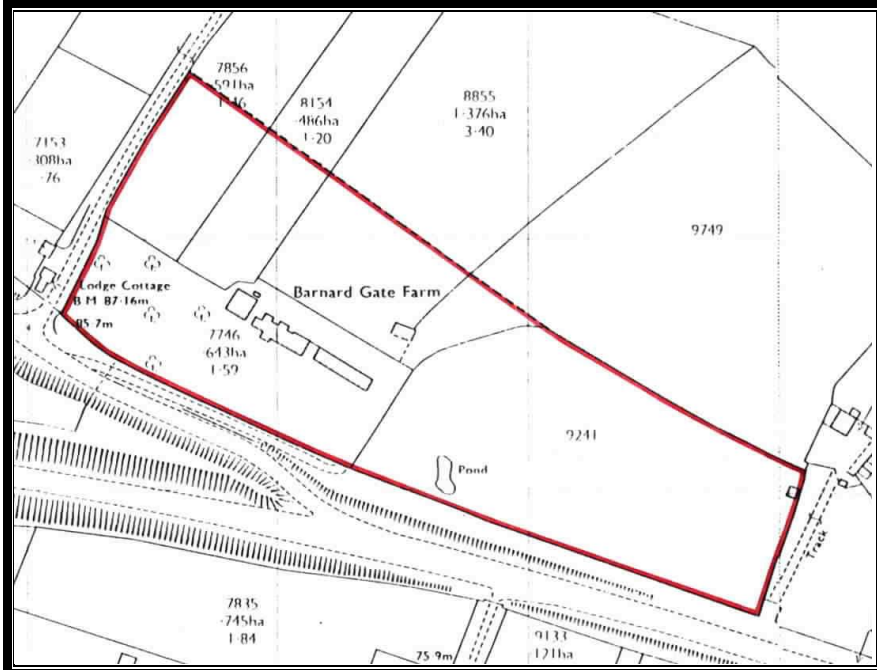 7856
·591ha
1·46
8154
·486ha
1·20
8855
1·376ha
3·40
7153
·308ha
·76
9749
Lodge Cottage
B M 87·16m
85·7m
Barnard Gate Farm
7746
·643ha
1·59
9241
Pond
Track
7835
·745ha
1·84
75·9m
9133
·121ha